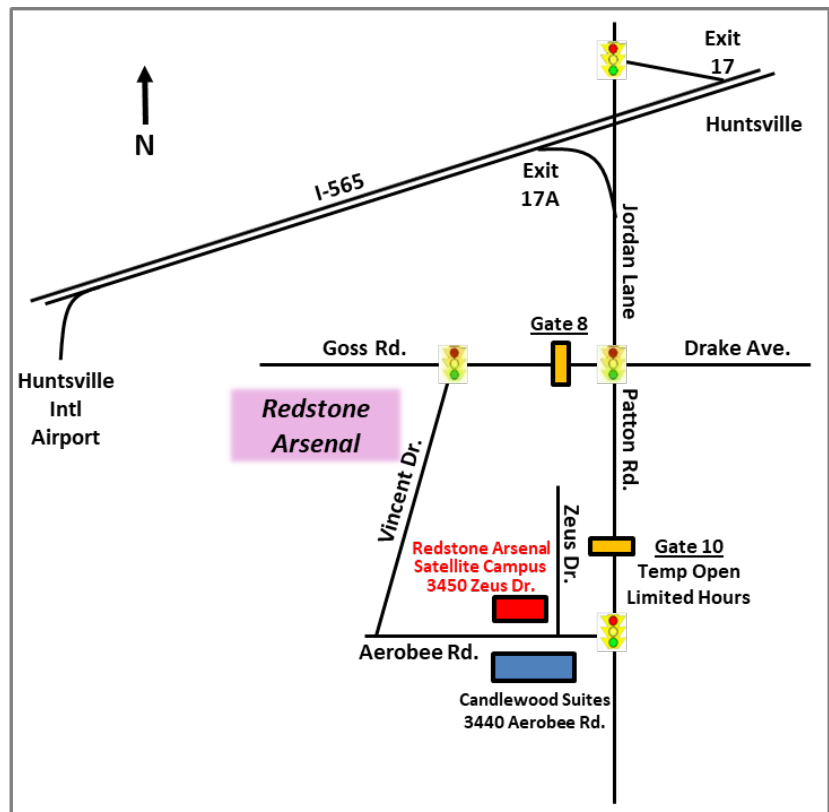 Exit
17
N
Huntsville
I-565
Exit
17A
Jordan Lane
Gate 8
Goss Rd.
Drake Ave.
Huntsville
Intl
Airport
Redstone
Arsenal
Patton Rd.
Vincent Dr.
Zeus Dr.
Redstone Arsenal
Satellite Campus
3450 Zeus Dr.
Gate 10
Temp Open
Limited Hours
Aerobee Rd.
Candlewood Suites
3440 Aerobee Rd.